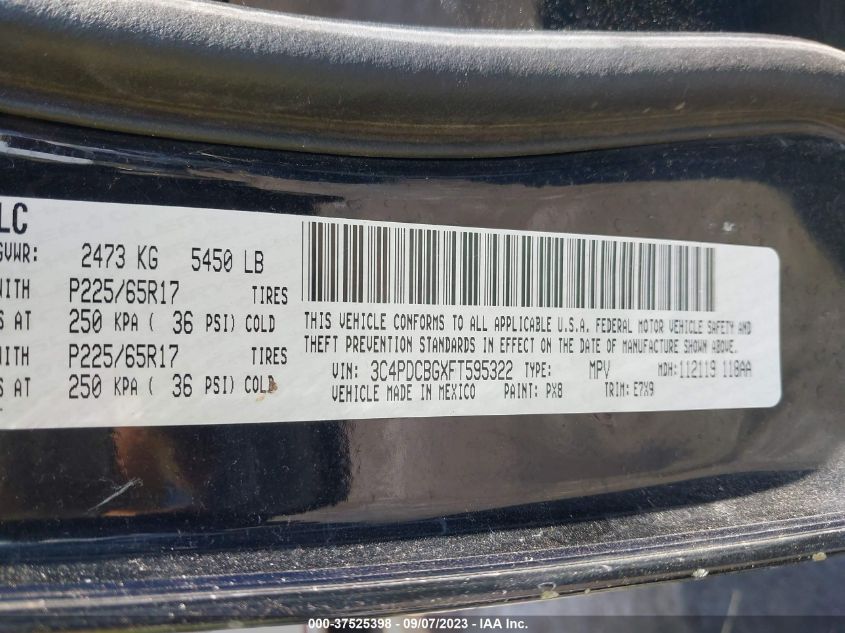 LC
GVWR: 2473 KG 5450 LB
WITH P225/65R17 TIRES
S AT 250 KPA ( 36 PSI) COLD
WITH P225/65R17 TIRES
S AT 250 KPA ( 36 PSI) COLD
THIS VEHICLE CONFORMS TO ALL APPLICABLE U.S.A. FEDERAL MOTOR VEHICLE SAFETY AND
THEFT PREVENTION STANDARDS IN EFFECT ON THE DATE OF MANUFACTURE SHOWN ABOVE.
VIN: 3C4PDCBGXFT595322 TYPE: MPV MDH: 112119 118AA
VEHICLE MADE IN MEXICO PAINT: PX8 TRIM: E7X9
000-37525398 - 09/07/2023 - IAA Inc.